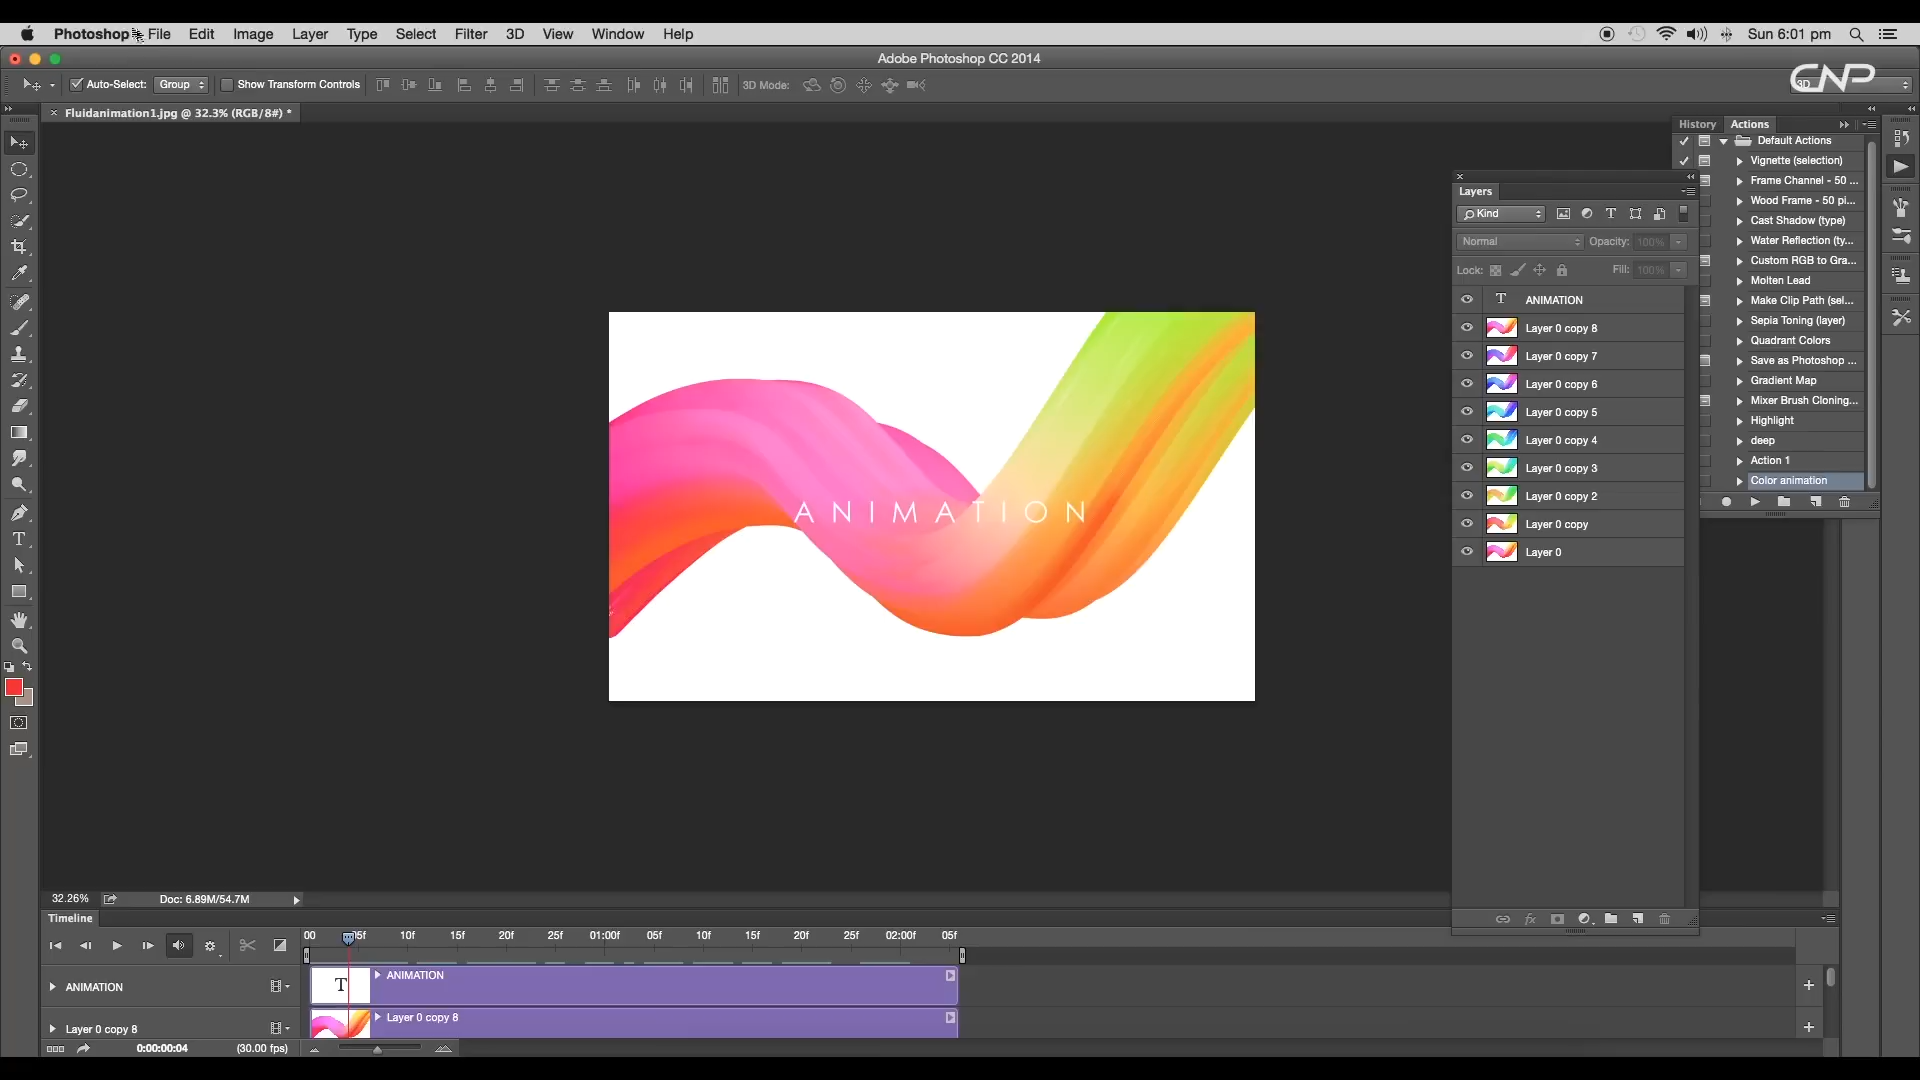 Photoshop File Edit Image Layer Type Select Filter 3D View Window Help Sun 6:01 pm
Adobe Photoshop CC 2014
Auto-Select: Group Show Transform Controls 3D Mode: CNP
Fluidanimation1.jpg @ 32.3% (RGB/8#) *
History Actions
Default Actions
Vignette (selection)
Frame Channel - 50 ...
Wood Frame - 50 pi...
Cast Shadow (type)
Water Reflection (ty...
Custom RGB to Gra...
Molten Lead
Make Clip Path (sel...
Sepia Toning (layer)
Quadrant Colors
Save as Photoshop ...
Gradient Map
Mixer Brush Cloning...
Highlight
deep
Action 1
Color animation
Layers
Kind
Normal Opacity: 100%
Lock: Fill: 100%
T ANIMATION
Layer 0 copy 8
Layer 0 copy 7
Layer 0 copy 6
Layer 0 copy 5
Layer 0 copy 4
Layer 0 copy 3
Layer 0 copy 2
Layer 0 copy
Layer 0
ANIMATION
32.26% Doc: 6.89M/54.7M
Timeline
00 05f 10f 15f 20f 25f 01:00f 05f 10f 15f 20f 25f 02:00f 05f
ANIMATION T ANIMATION
Layer 0 copy 8 Layer 0 copy 8
0:00:00:04 (30.00 fps)